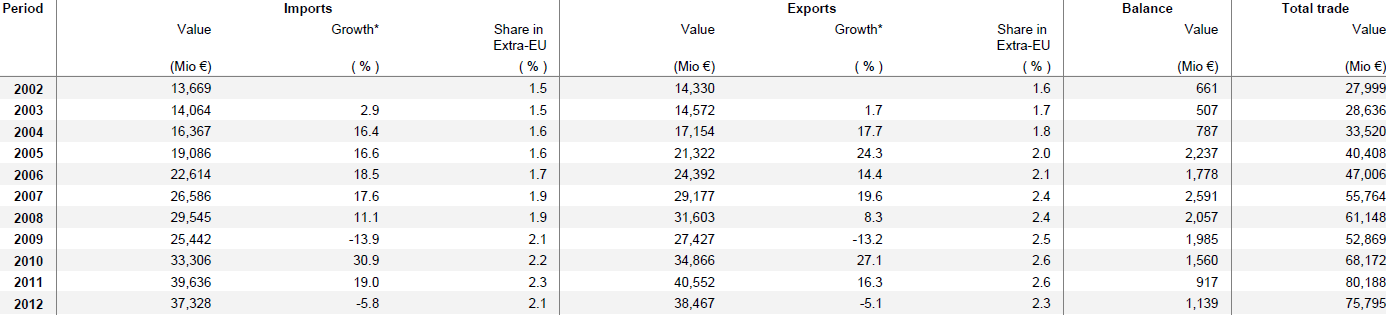 Period Imports Exports Balance Total trade
Value Growth* Share in Extra-EU Value Growth* Share in Extra-EU Value Value
(Mio €) ( % ) ( % ) (Mio €) ( % ) ( % ) (Mio €) (Mio €)
2002 13,669 1.5 14,330 1.6 661 27,999
2003 14,064 2.9 1.5 14,572 1.7 1.7 507 28,636
2004 16,367 16.4 1.6 17,154 17.7 1.8 787 33,520
2005 19,086 16.6 1.6 21,322 24.3 2.0 2,237 40,408
2006 22,614 18.5 1.7 24,392 14.4 2.1 1,778 47,006
2007 26,586 17.6 1.9 29,177 19.6 2.4 2,591 55,764
2008 29,545 11.1 1.9 31,603 8.3 2.4 2,057 61,148
2009 25,442 -13.9 2.1 27,427 -13.2 2.5 1,985 52,869
2010 33,306 30.9 2.2 34,866 27.1 2.6 1,560 68,172
2011 39,636 19.0 2.3 40,552 16.3 2.6 917 80,188
2012 37,328 -5.8 2.1 38,467 -5.1 2.3 1,139 75,795